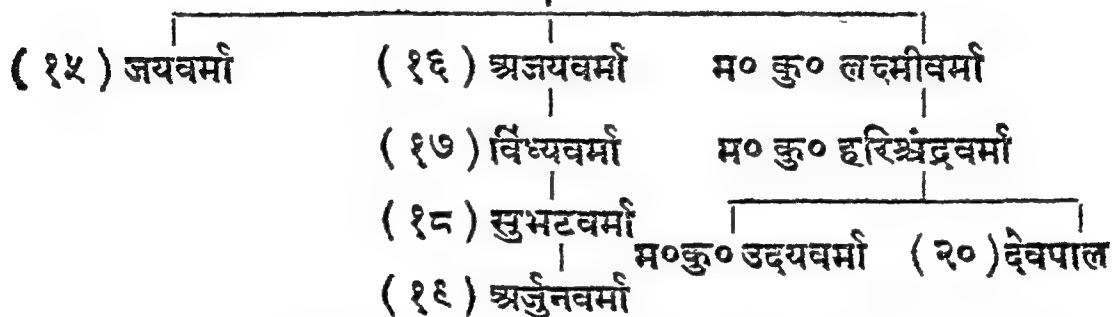 ( १५ ) जयवर्मा ( १६ ) अजयवर्मा म० कु० लक्ष्मीवर्मा
( १७ ) विंध्यवर्मा म० कु० हरिश्चंद्रवर्मा
( १८ ) सुभटवर्मा म०कु० उदयवर्मा ( २० ) देवपाल
( १९ ) अर्जुनवर्मा